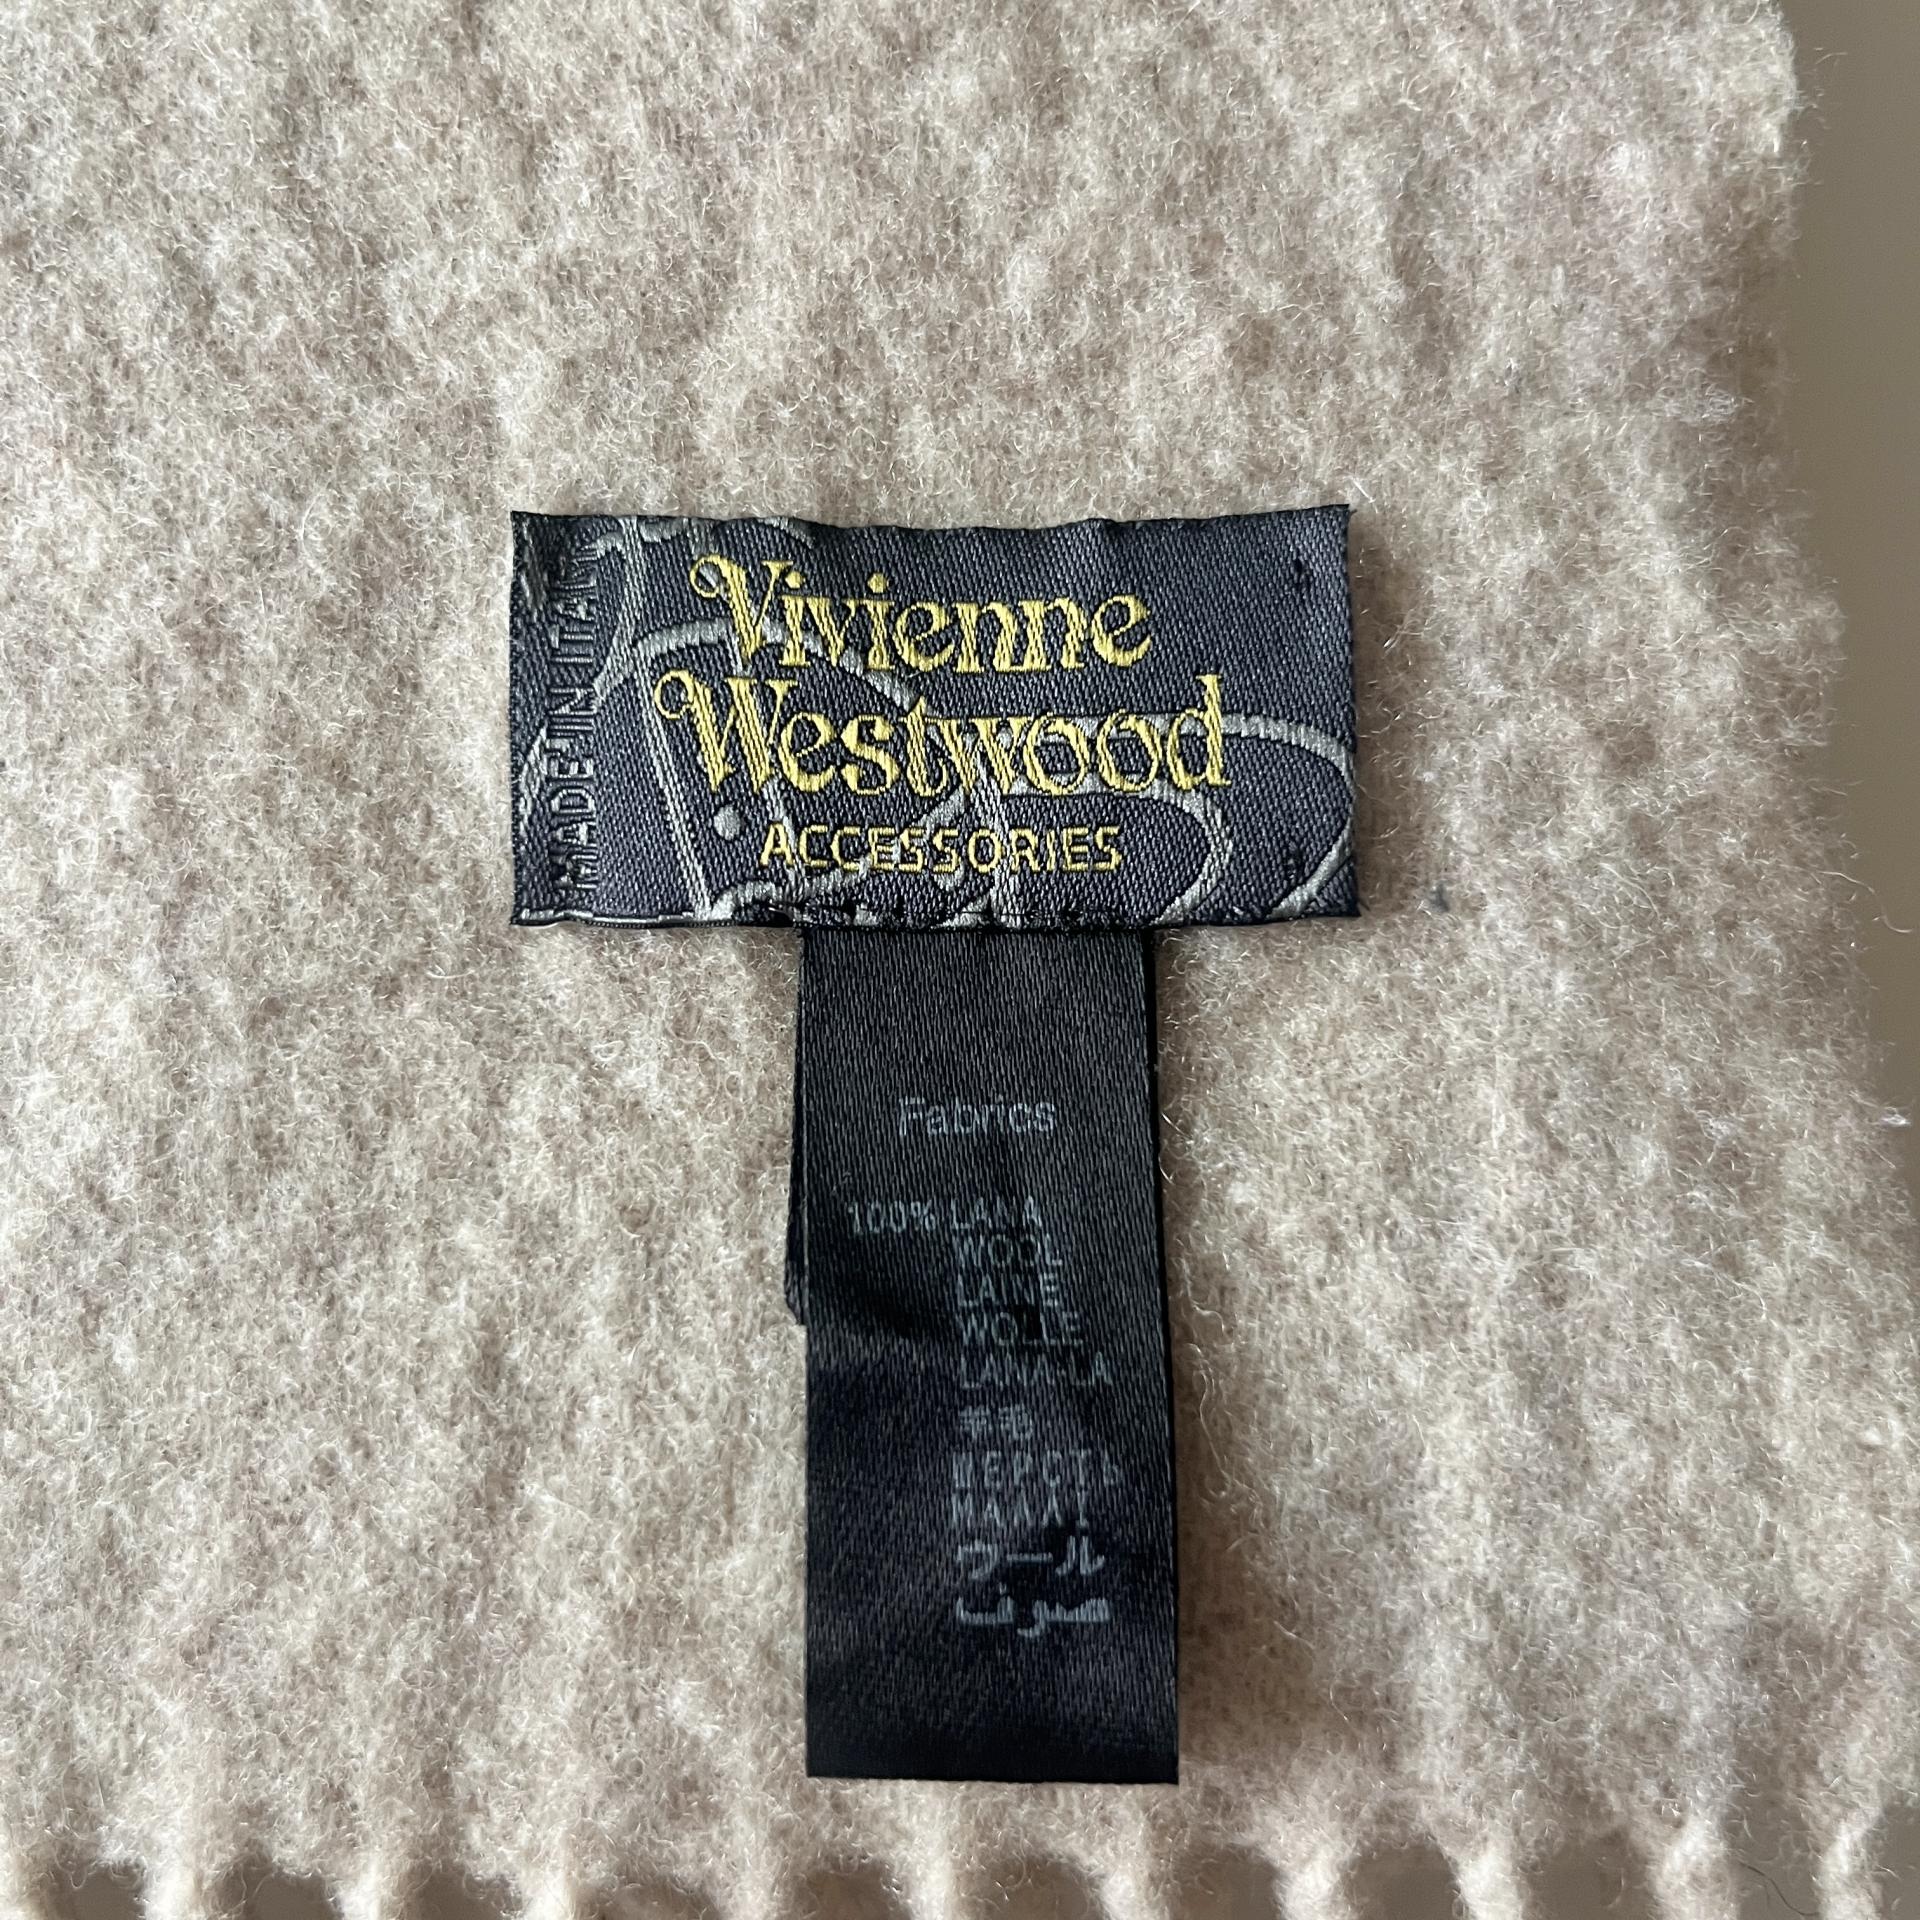 MADE IN ITALY
Vivienne
Westwood
ACCESSORIES
Fabrics
100% LANA
WOOL
LAINE
WOLLE
LANA
羊毛
ШЕРСТЬ
ウール
صوف